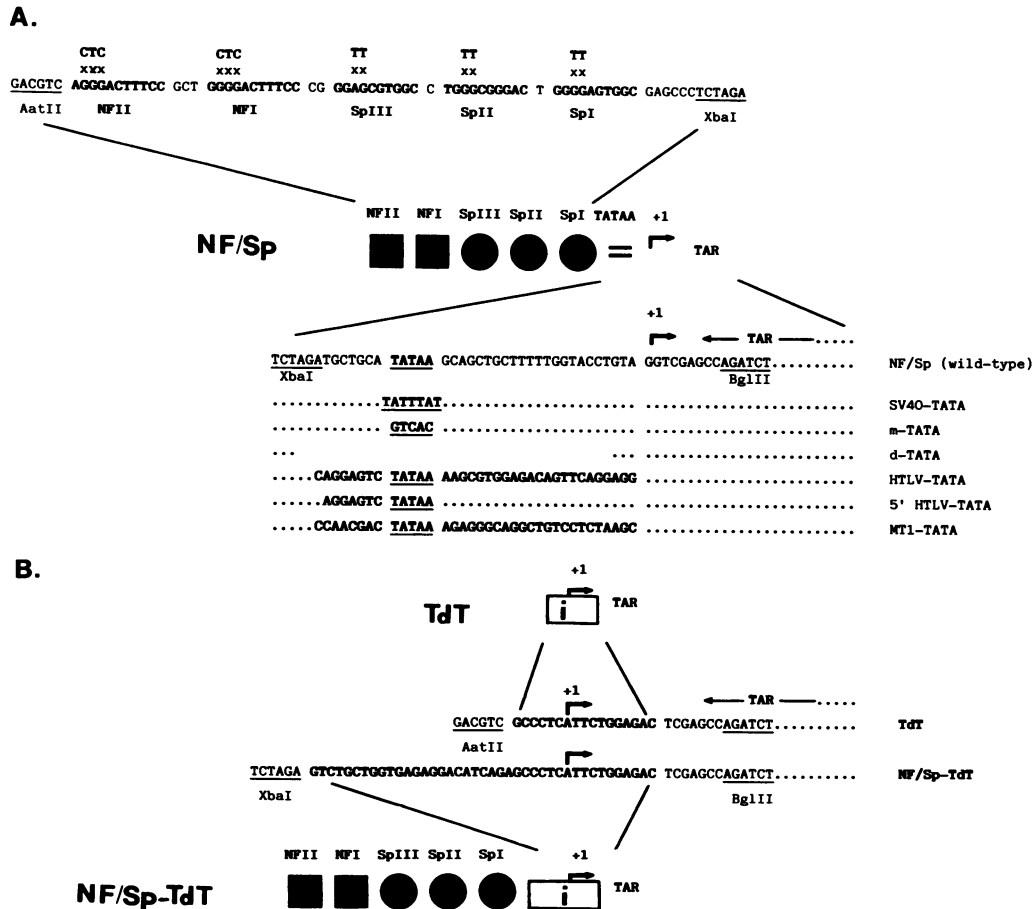 A.
CTC CTC TT TT TT
xxx xxx xx xx xx
GACGTC AGGGACTTTCC GCT GGGGACTTTCC CG GGAGCGTGGC C TGGGCGGGAC T GGGGAGTGGC GAGCCCTCTAGA
AatII NFII NFI SpIII SpII SpI XbaI
NFII NFI SpIII SpII SpI TATAA +1
NF/Sp = TAR
+1
TAR .....
TCTAGATGCTGCA TATAA GCAGCTGCTTTTTGGTACCTGTA GGTCGAGCCAGATCT......... NF/Sp (wild-type)
XbaI BglII
............ TATTTAT ...................... ........................ SV40-TATA
............. GTCAC ...................... ........................ m-TATA
... ... ........................ d-TATA
.....CAGGAGTC TATAA AAGCGTGGAGACAGTTCAGGAGG ........................ HTLV-TATA
......AGGAGTC TATAA ...................... ........................ 5' HTLV-TATA
.....CCAACGAC TATAA AGAGGGCAGGCTGTCCTCTAAGC ........................ MT1-TATA
B.
+1
TdT i TAR
+1 TAR .....
GACGTC GCCCTCATTCTGGAGAC TCGAGCCAGATCT......... TdT
AatII
TCTAGA GTCTGCTGGTGAGAGGACATCAGAGCCCTCATTCTGGAGAC TCGAGCCAGATCT......... NF/Sp-TdT
XbaI BglII
NFII NFI SpIII SpII SpI +1
NF/Sp-TdT i TAR